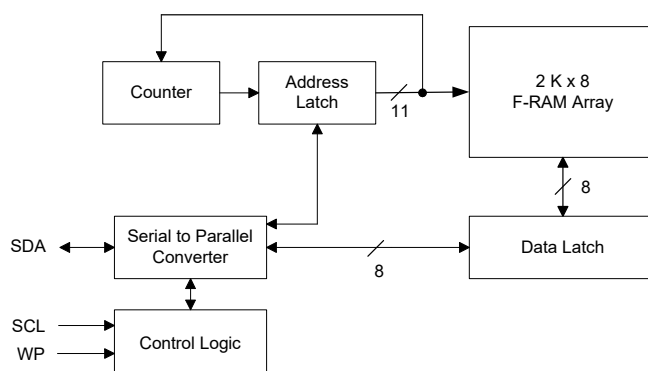 Counter
Address
Latch
11
2 K x 8
F-RAM Array
8
SDA
Serial to Parallel
Converter
8
Data Latch
SCL
WP
Control Logic